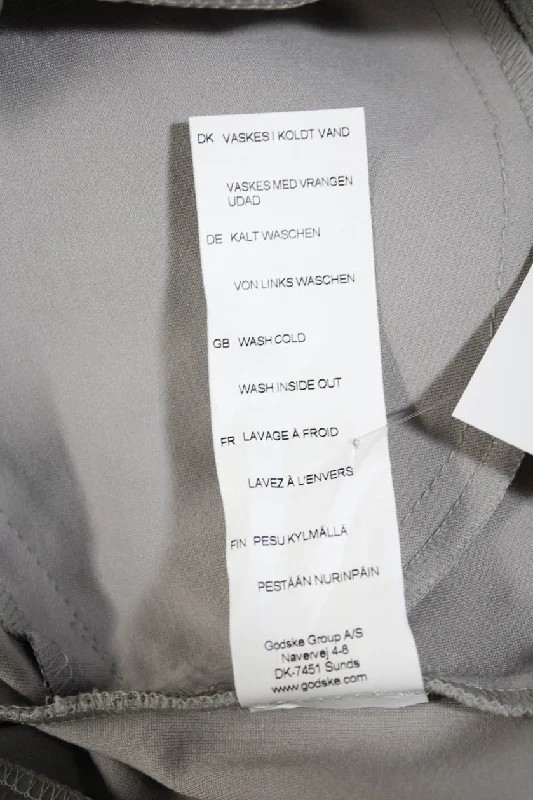 DK VASKES I KOLDT VAND
VASKES MED VRANGEN
UDAD
DE KALT WASCHEN
VON LINKS WASCHEN
GB WASH COLD
WASH INSIDE OUT
FR LAVAGE À FROID
LAVEZ À L'ENVERS
FIN PESU KYLMÄLLÄ
PESTÄÄN NURINPÄIN
Godske Group A/S
Navervej 4-8
DK-7451 Sunds
www.godske.com